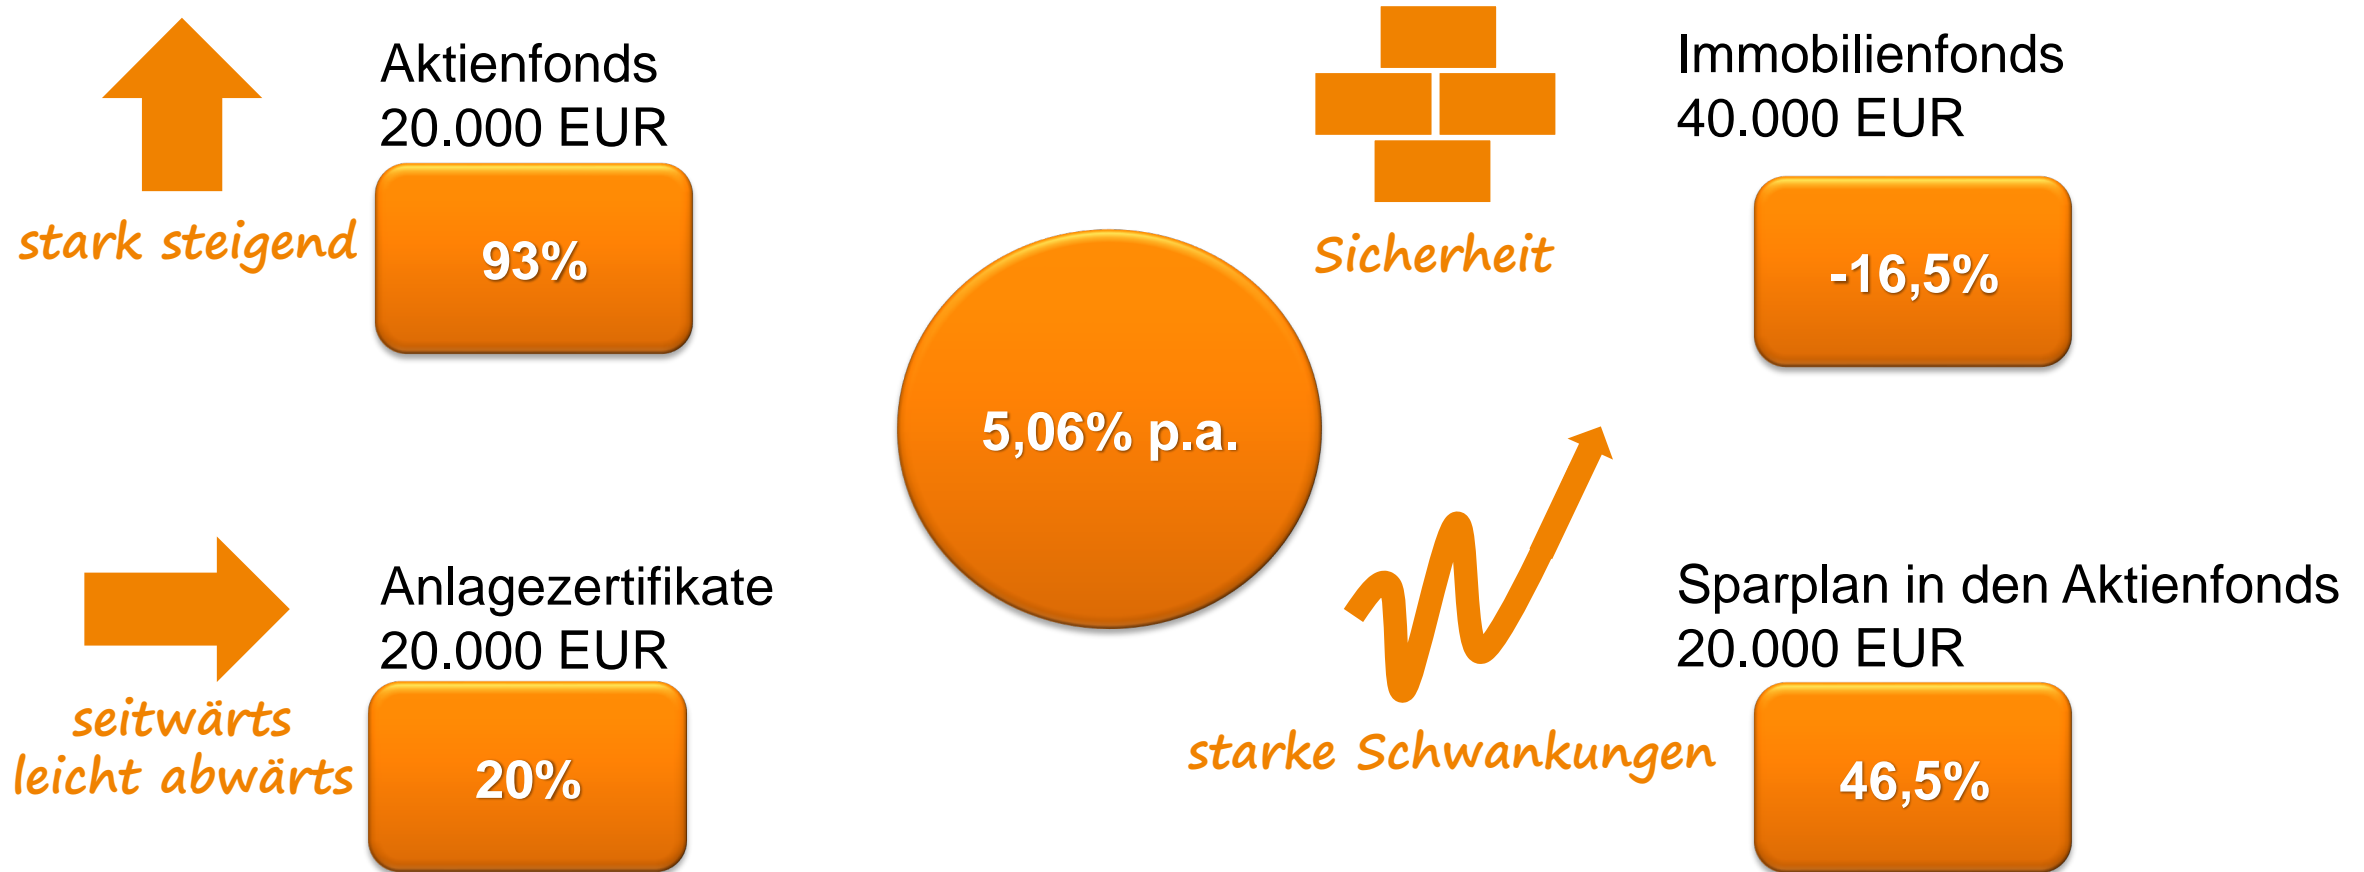 Aktienfonds
20.000 EUR
stark steigend
93%
Immobilienfonds
40.000 EUR
Sicherheit
-16,5%
5,06% p.a.
Anlagezertifikate
20.000 EUR
seitwärts
leicht abwärts
20%
Sparplan in den Aktienfonds
20.000 EUR
starke Schwankungen
46,5%